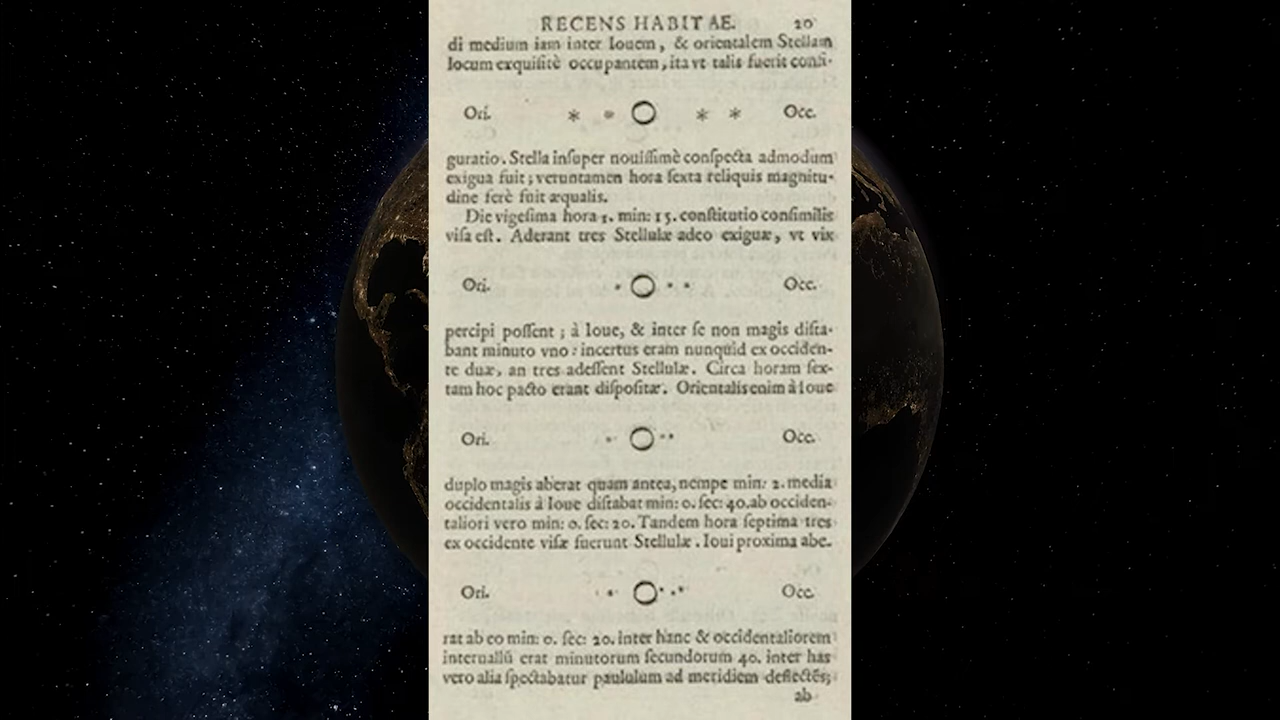 RECENS HABITAE. 20
di medium iam inter Iouem, & orientalem Stellam
locum exquisitè occupantem, ita vt talis fuerit confi-
Ori. * * O * * Occ.
guratio. Stella insuper nouissimè conspecta admodum
exigua fuit; veruntamen hora sexta reliquis magnitu-
dine ferè fuit æqualis.
Die vigesima hora 1. min: 15. constitutio consimilis
visa est. Aderant tres Stellulæ adeo exiguæ, vt vix
Ori. Occ.
percipi possent; à Ioue, & inter se non magis dista-
bant minuto vno: incertus eram nunquid ex occiden-
te duæ, an tres adessent Stellulæ. Circa horam sex-
tam hoc pacto erant dispositæ. Orientalis enim à Ioue
Ori. Occ.
duplo magis aberat quam antea, nempe min: 2. media
occidentalis à Ioue distabat min: 0. sec: 40. ab occiden-
taliori vero min: 0. sec: 20. Tandem hora septima tres
ex occidente visæ fuerunt Stellulæ. Ioui proxima abe-
Ori. Occ.
rat ab eo min: 0. sec: 20. inter hanc & occidentaliorem
interuallū erat minutorum secundorum 40. inter has
vero alia spectabatur paululum ad meridiem deflectēs;
ab